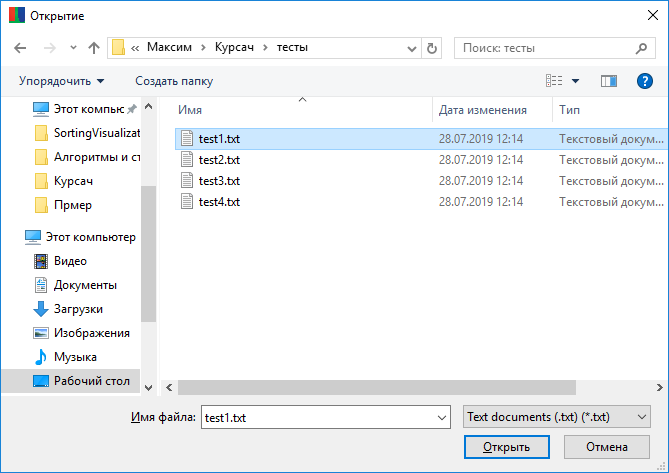 Открытие
« Максим › Курсач › тесты
Поиск: тесты
Упорядочить
Создать папку
Имя
Дата изменения
Тип
Этот компьк
SortingVisualizat
Алгоритмы и ст
Курсач
Прмер
Этот компьютер
Видео
Документы
Загрузки
Изображения
Музыка
Рабочий стол
test1.txt 28.07.2019 12:14 Текстовый докум...
test2.txt 28.07.2019 12:14 Текстовый докум...
test3.txt 28.07.2019 12:14 Текстовый докум...
test4.txt 28.07.2019 12:14 Текстовый докум...
Имя файла: test1.txt
Text documents (.txt) (*.txt)
Открыть
Отмена